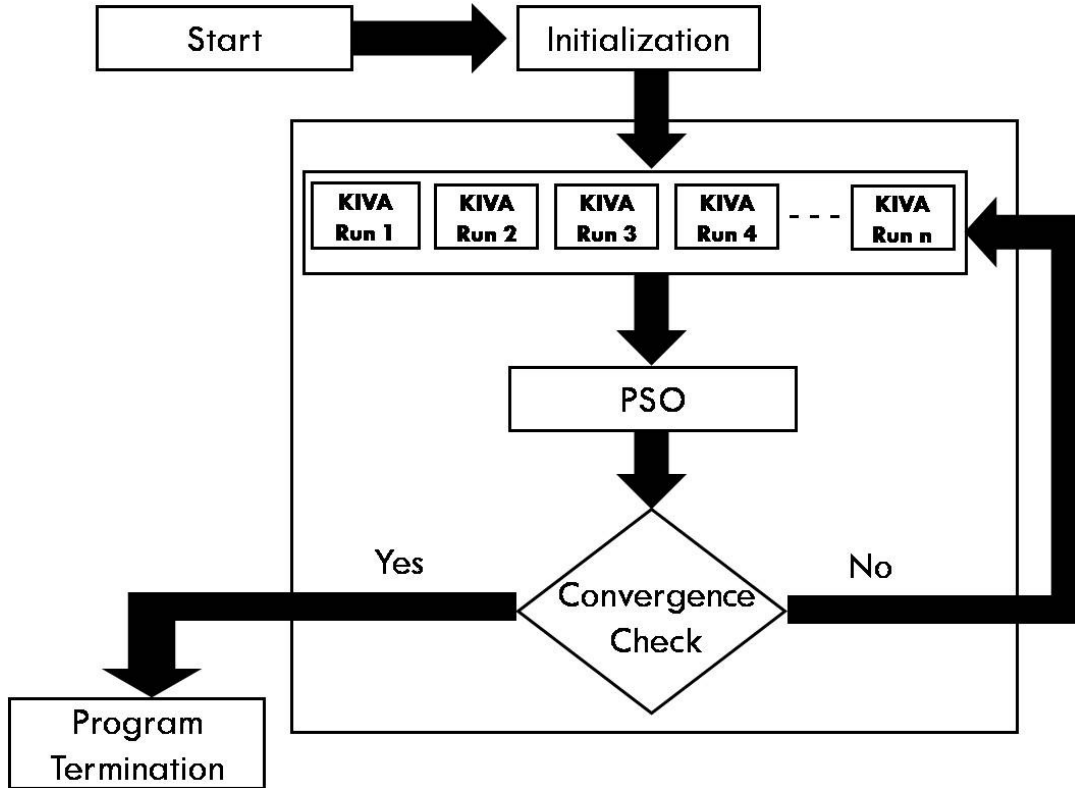 Start
Initialization
KIVA
Run 1
KIVA
Run 2
KIVA
Run 3
KIVA
Run 4
- - -
KIVA
Run n
PSO
Yes
No
Convergence
Check
Program
Termination